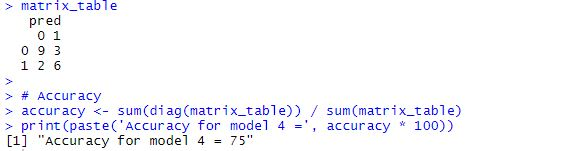 > matrix_table
   pred
    0 1
  0 9 3
  1 2 6
>
> # Accuracy
> accuracy <- sum(diag(matrix_table)) / sum(matrix_table)
> print(paste('Accuracy for model 4 =', accuracy * 100))
[1] "Accuracy for model 4 = 75"